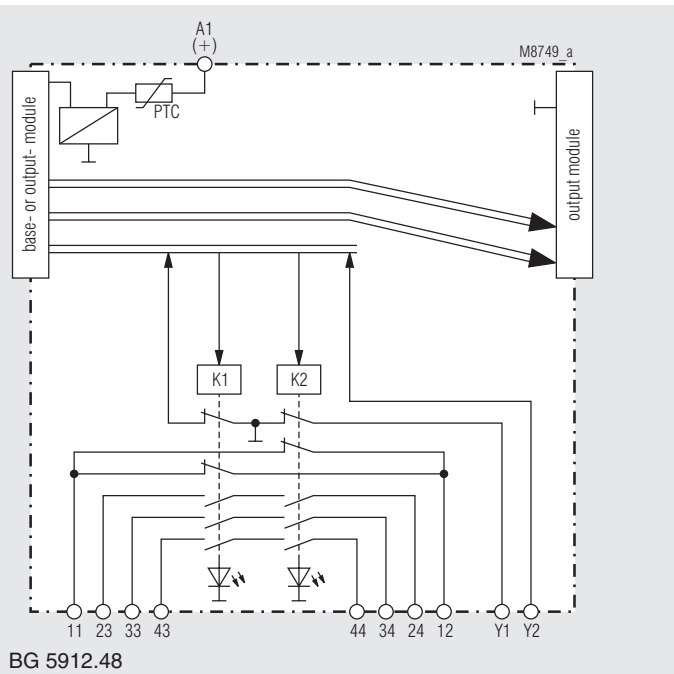 A1
(+)
M8749_a
PTC
base- or output- module
output module
K1 K2
11 23 33 43 44 34 24 12 Y1 Y2
BG 5912.48